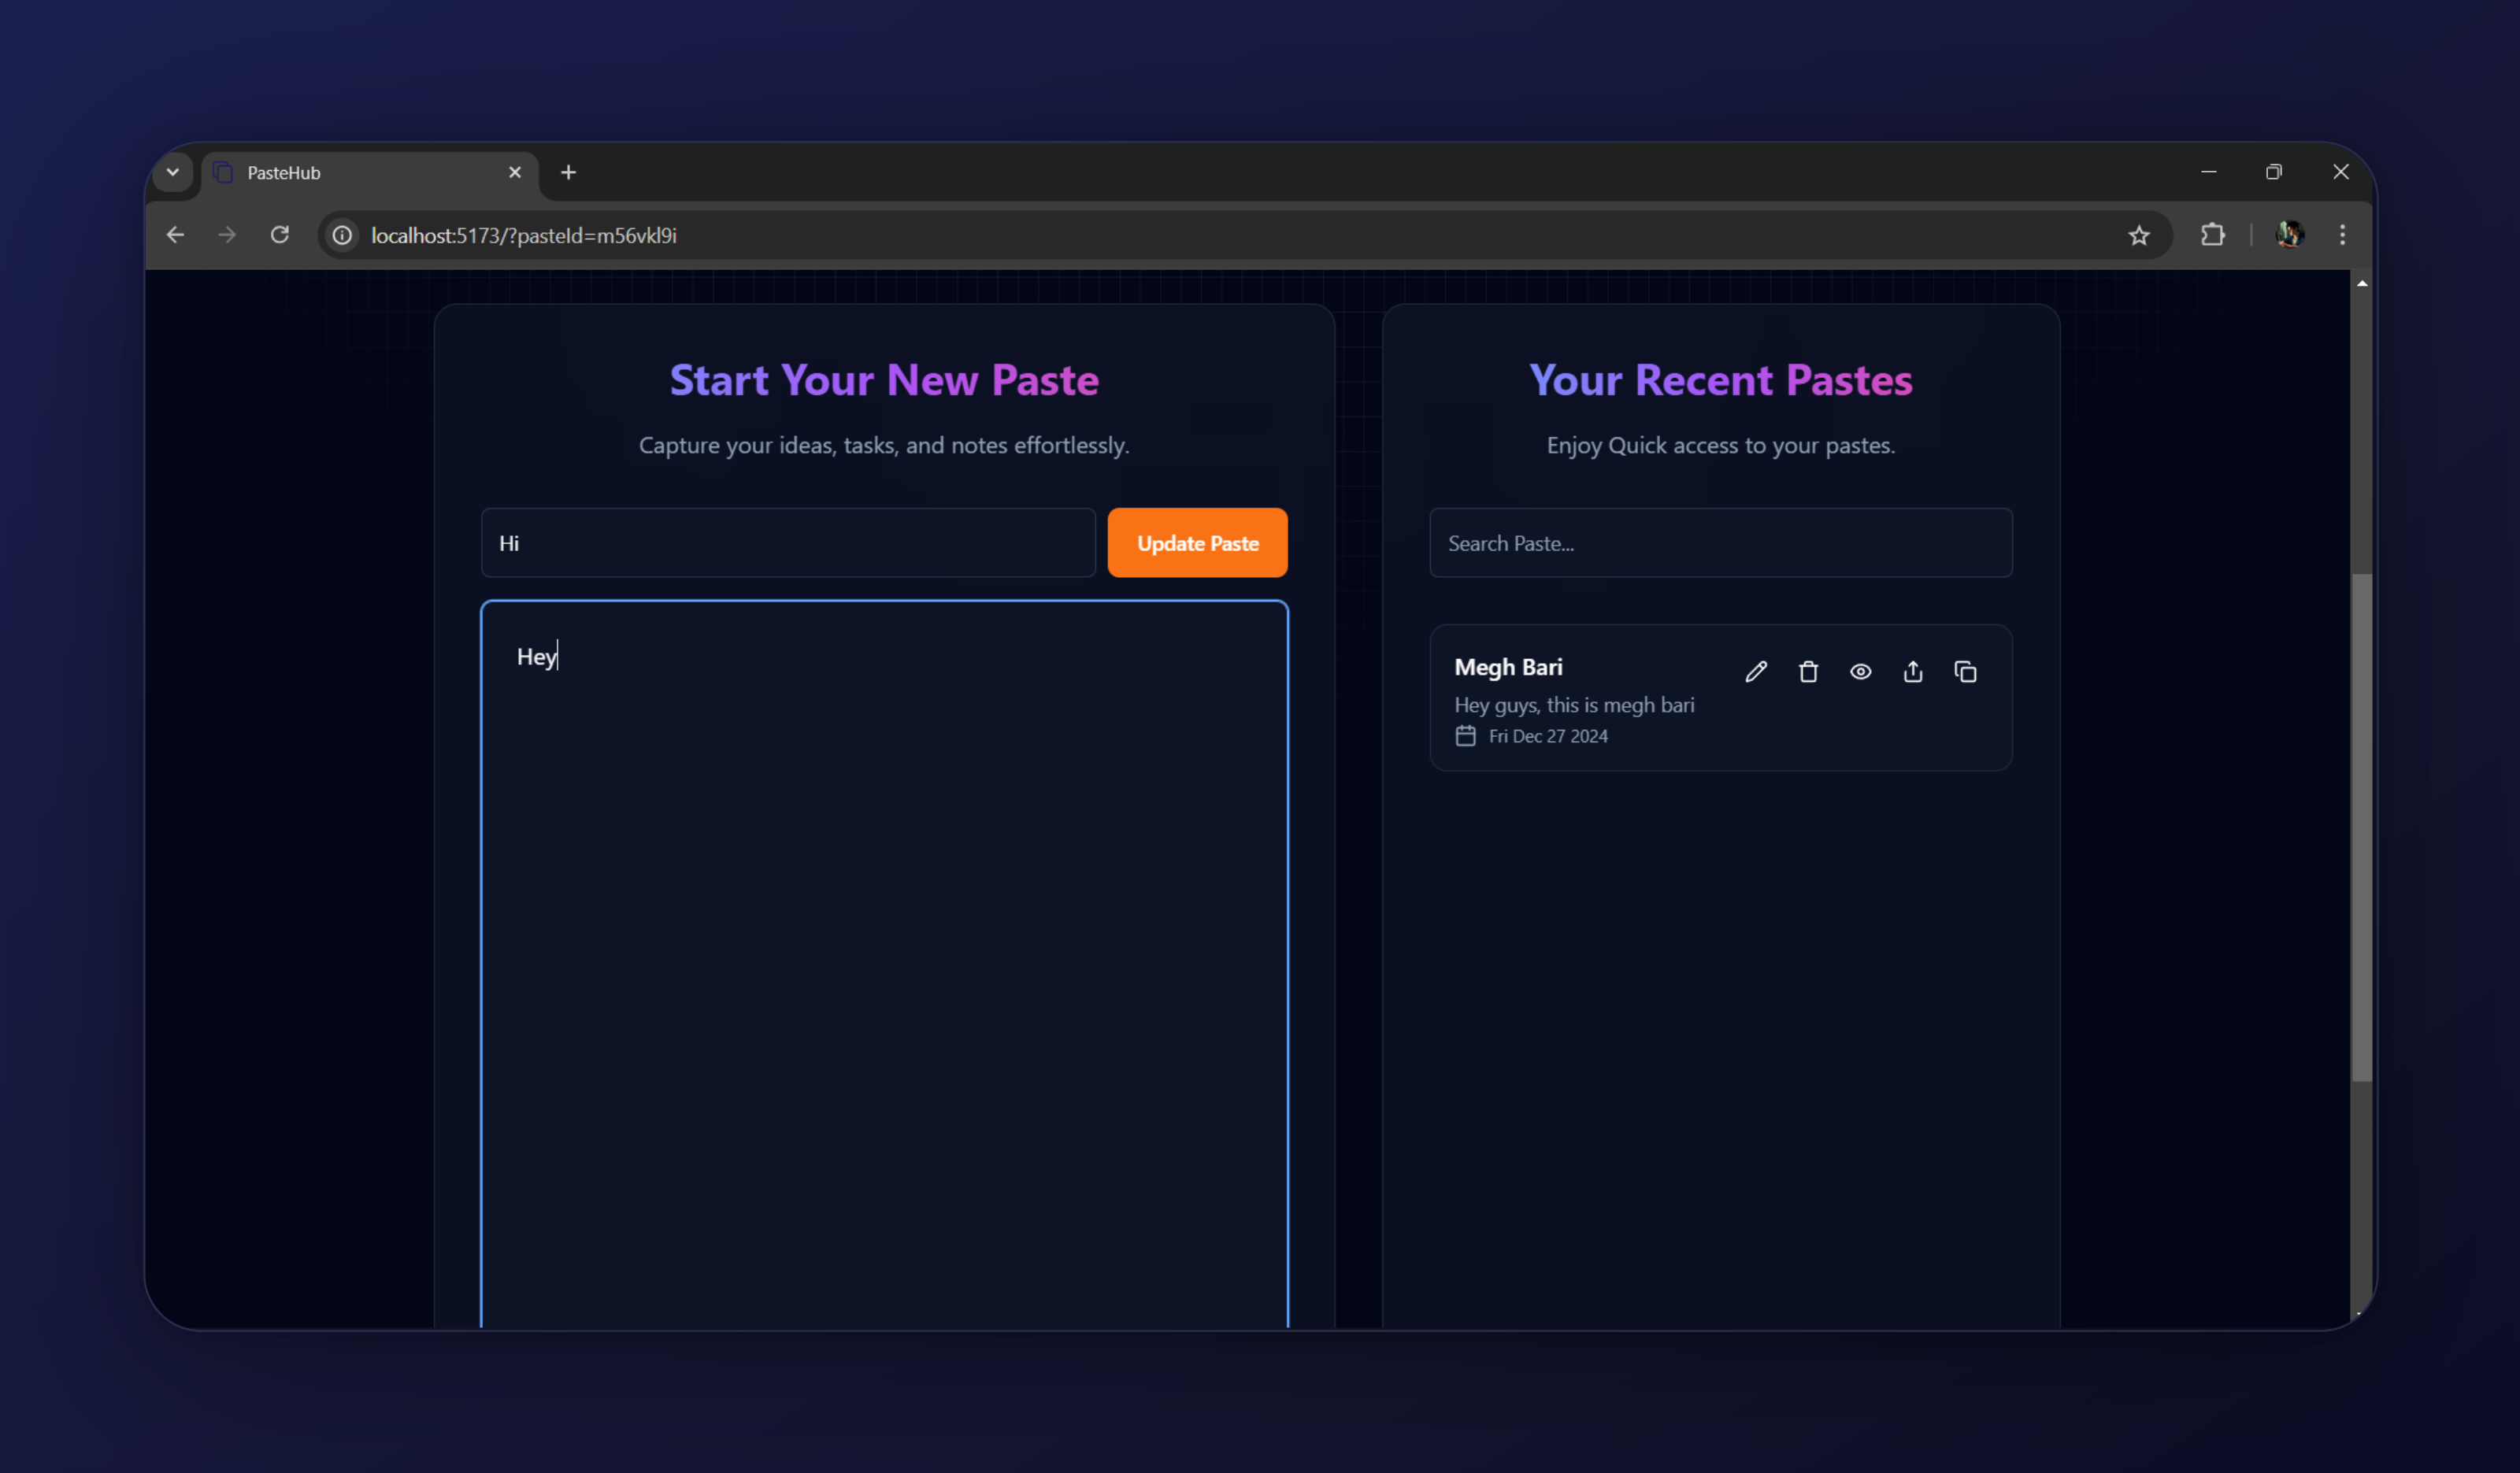 PasteHub
localhost:5173/?pasteId=m56vkl9i
Start Your New Paste
Capture your ideas, tasks, and notes effortlessly.
Hi
Update Paste
Hey
Your Recent Pastes
Enjoy Quick access to your pastes.
Search Paste...
Megh Bari
Hey guys, this is megh bari
Fri Dec 27 2024